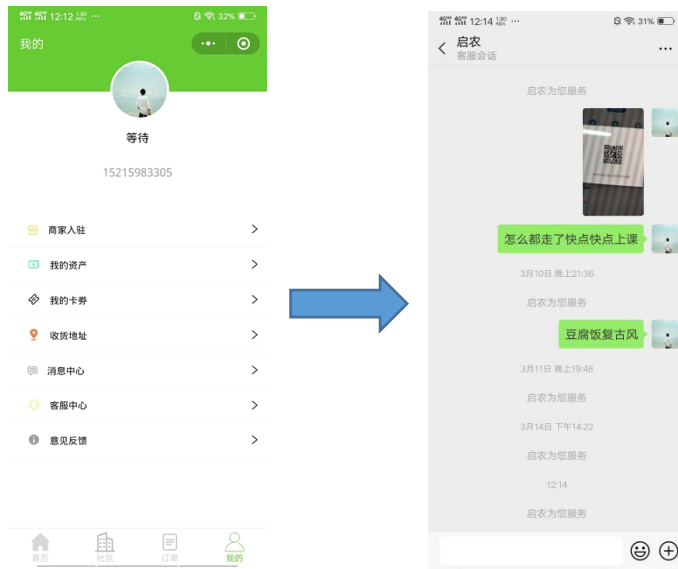 12:12
32%
我的
等待
15215983305
商家入驻
我的资产
我的卡券
收货地址
消息中心
客服中心
意见反馈
首页
社区
订单
我的
12:14
31%
启农
客服会话
启农为您服务
怎么都走了快点快点上课
3月10日 晚上21:36
启农为您服务
豆腐饭复古风
3月11日 晚上19:48
启农为您服务
3月14日 下午14:22
启农为您服务
12:14
启农为您服务